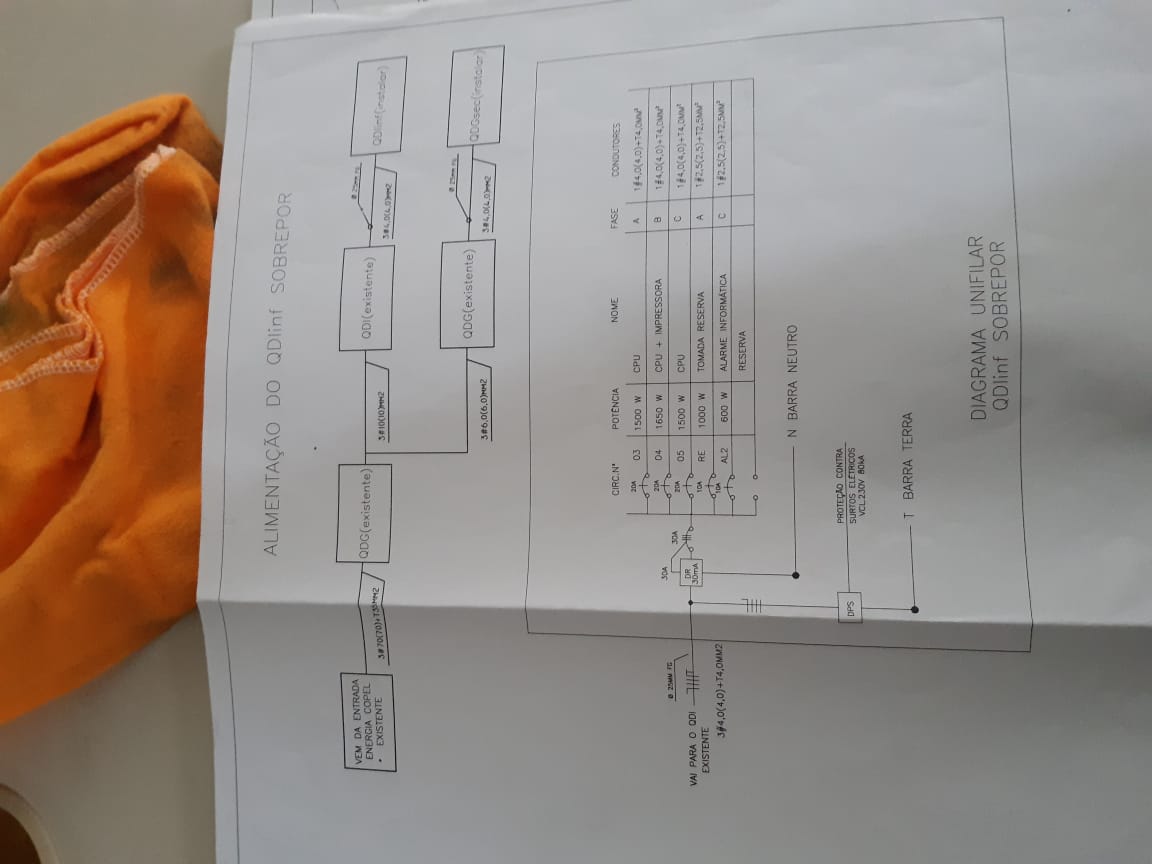 ALIMENTAÇÃO DO QDIinf SOBREPOR
VEM DA ENTRADA
ENERGIA COPEL
• EXISTENTE
3#70(70)+T35MM2
QDG(existente)
3#10(10)MM2
QDI(existente)
Ø 25MM FG
3#4,0(4,0)MM2
QDIinf(instalar)
3#6,0(6,0)MM2
QDG(existente)
Ø 25MM FG
3#4,0(4,0)MM2
QDGsec(instalar)
CIRC.Nº POTÊNCIA NOME FASE CONDUTORES
20A 03 1500 W CPU A 1#4,0(4,0)+T4,0MM²
20A 04 1650 W CPU + IMPRESSORA B 1#4,0(4,0)+T4,0MM²
20A 05 1500 W CPU C 1#4,0(4,0)+T4,0MM²
10A RE 1000 W TOMADA RESERVA A 1#2,5(2,5)+T2,5MM²
10A AL2 600 W ALARME INFORMÁTICA C 1#2,5(2,5)+T2,5MM²
RESERVA
30A
30A
DR
30mA
Ø 25MM FG
VAI PARA O QDI
EXISTENTE
3#4,0(4,0)+T4,0MM2
N BARRA NEUTRO
DPS
PROTEÇÃO CONTRA
SURTOS ELÉTRICOS
VCL230V 80kA
T BARRA TERRA
DIAGRAMA UNIFILAR
QDIinf SOBREPOR